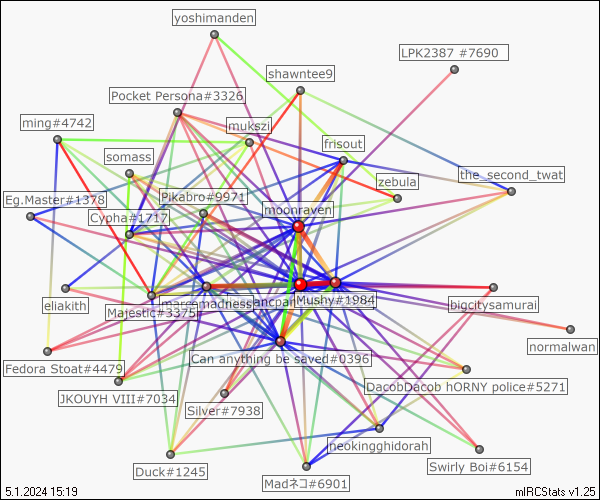 yoshimanden
LPK2387 #7690
shawntee9
Pocket Persona#3326
ming#4742
mukszi
frisout
somass
the_second_twat
zebula
Pikabro#9971
Eg.Master#1378
moonraven
Cypha#1717
marcemadness
Mushy#1984
bigcitysamurai
eliakith
Majestic#3375
normalwan
Can anything be saved#0396
Fedora Stoat#4479
DacobDacob hORNY police#5271
JKOUYH VIII#7034
Silver#7938
neokingghidorah
Duck#1245
Swirly Boi#6154
Madネコ#6901
5.1.2024 15:19
mIRCStats v1.25